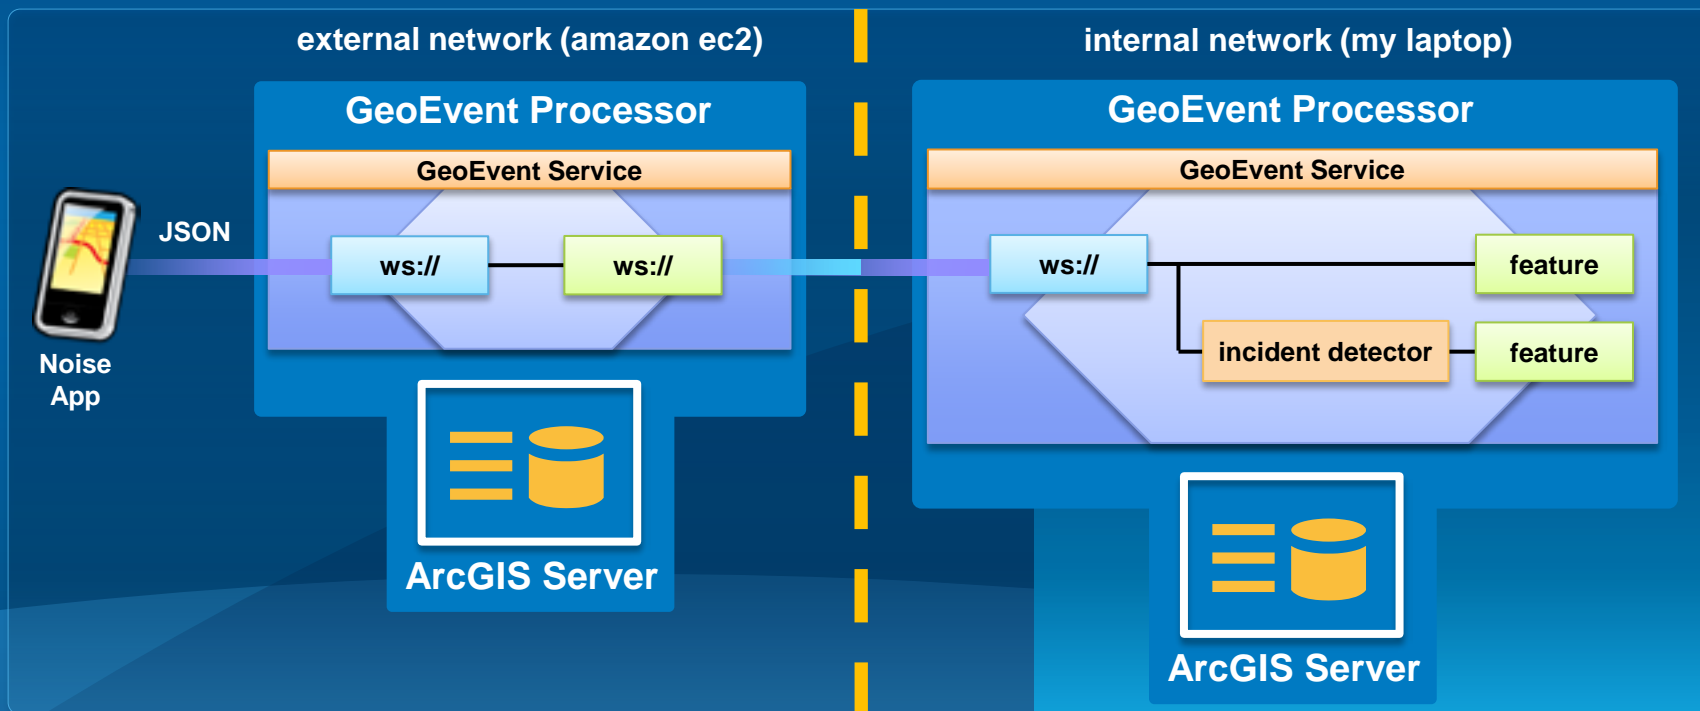 external network (amazon ec2)
GeoEvent Processor
GeoEvent Service
JSON
ws://
ws://
Noise
App
ArcGIS Server
internal network (my laptop)
GeoEvent Processor
GeoEvent Service
ws://
feature
incident detector
feature
ArcGIS Server